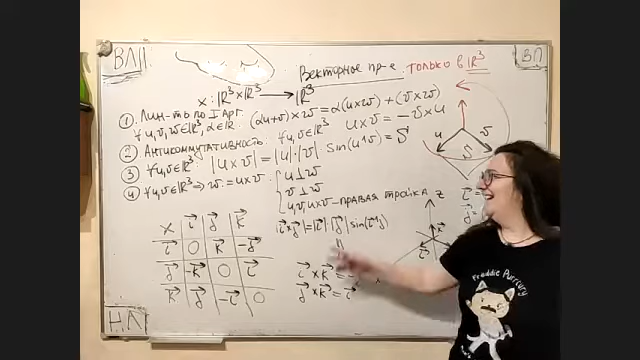 ВЛП
Векторное пр-е только в ℝ³
ВП
× : ℝ³×ℝ³ → ℝ³
① Лин-ть по I арг.
∀ u,v,w∈ℝ³, α∈ℝ: (αu+v)×w = α(u×w) + (v×w)
② Антикоммутативность: ∀u,v∈ℝ³ u×v = -v×u
③ ∀u,v∈ℝ³: |u×v| = |u|·|v| sin(u^v) = S
④ ∀u,v∈ℝ³ ⇒ w:=u×v: { u⊥w
v⊥w
u,v,u×v - правая тройка
u
v
S
× i⃗ j⃗ k⃗
i⃗ 0 k⃗ -j⃗
j⃗ -k⃗ 0 i⃗
k⃗ j⃗ -i⃗ 0
|i⃗×j⃗| = |i⃗|·|j⃗| sin(i^j)
i⃗×k⃗ =
j⃗×k⃗ = i⃗
z
k⃗
i⃗
i⃗ =
j⃗ =
НЛ
Freddie Purrcury